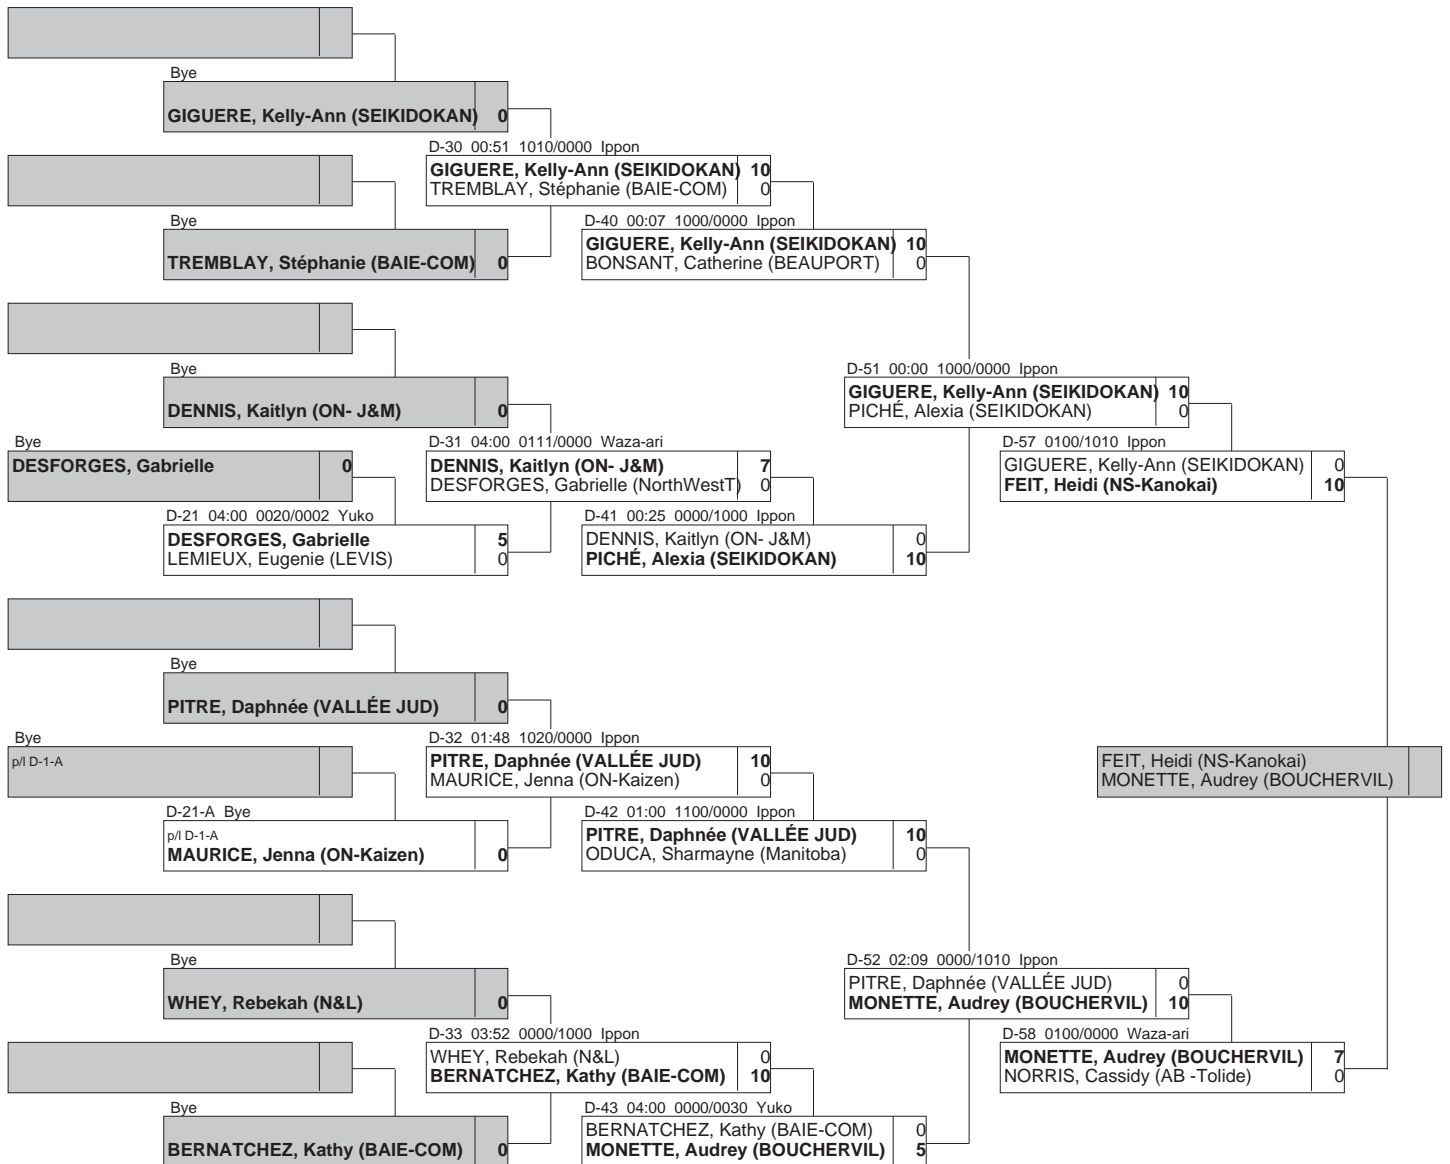 Bye
GIGUERE, Kelly-Ann (SEIKIDOKAN) 0
D-30 00:51 1010/0000 Ippon
GIGUERE, Kelly-Ann (SEIKIDOKAN) 10
TREMBLAY, Stéphanie (BAIE-COM) 0
Bye
TREMBLAY, Stéphanie (BAIE-COM) 0
D-40 00:07 1000/0000 Ippon
GIGUERE, Kelly-Ann (SEIKIDOKAN) 10
BONSANT, Catherine (BEAUPORT) 0
Bye
DENNIS, Kaitlyn (ON- J&M) 0
D-51 00:00 1000/0000 Ippon
GIGUERE, Kelly-Ann (SEIKIDOKAN) 10
PICHÉ, Alexia (SEIKIDOKAN) 0
Bye
DESFORGES, Gabrielle 0
D-31 04:00 0111/0000 Waza-ari
DENNIS, Kaitlyn (ON- J&M) 7
DESFORGES, Gabrielle (NorthWestT) 0
D-57 0100/1010 Ippon
GIGUERE, Kelly-Ann (SEIKIDOKAN) 0
FEIT, Heidi (NS-Kanokai) 10
D-21 04:00 0020/0002 Yuko
DESFORGES, Gabrielle 5
LEMIEUX, Eugenie (LEVIS) 0
D-41 00:25 0000/1000 Ippon
DENNIS, Kaitlyn (ON- J&M) 0
PICHÉ, Alexia (SEIKIDOKAN) 10
Bye
PITRE, Daphnée (VALLÉE JUD) 0
Bye
p/l D-1-A
D-32 01:48 1020/0000 Ippon
PITRE, Daphnée (VALLÉE JUD) 10
MAURICE, Jenna (ON-Kaizen) 0
FEIT, Heidi (NS-Kanokai)
MONETTE, Audrey (BOUCHERVIL)
D-21-A Bye
p/l D-1-A
MAURICE, Jenna (ON-Kaizen) 0
D-42 01:00 1100/0000 Ippon
PITRE, Daphnée (VALLÉE JUD) 10
ODUCA, Sharmayne (Manitoba) 0
Bye
WHEY, Rebekah (N&L) 0
D-52 02:09 0000/1010 Ippon
PITRE, Daphnée (VALLÉE JUD) 0
MONETTE, Audrey (BOUCHERVIL) 10
D-33 03:52 0000/1000 Ippon
WHEY, Rebekah (N&L) 0
BERNATCHEZ, Kathy (BAIE-COM) 10
D-58 0100/0000 Waza-ari
MONETTE, Audrey (BOUCHERVIL) 7
NORRIS, Cassidy (AB -Tolide) 0
Bye
BERNATCHEZ, Kathy (BAIE-COM) 0
D-43 04:00 0000/0030 Yuko
BERNATCHEZ, Kathy (BAIE-COM) 0
MONETTE, Audrey (BOUCHERVIL) 5